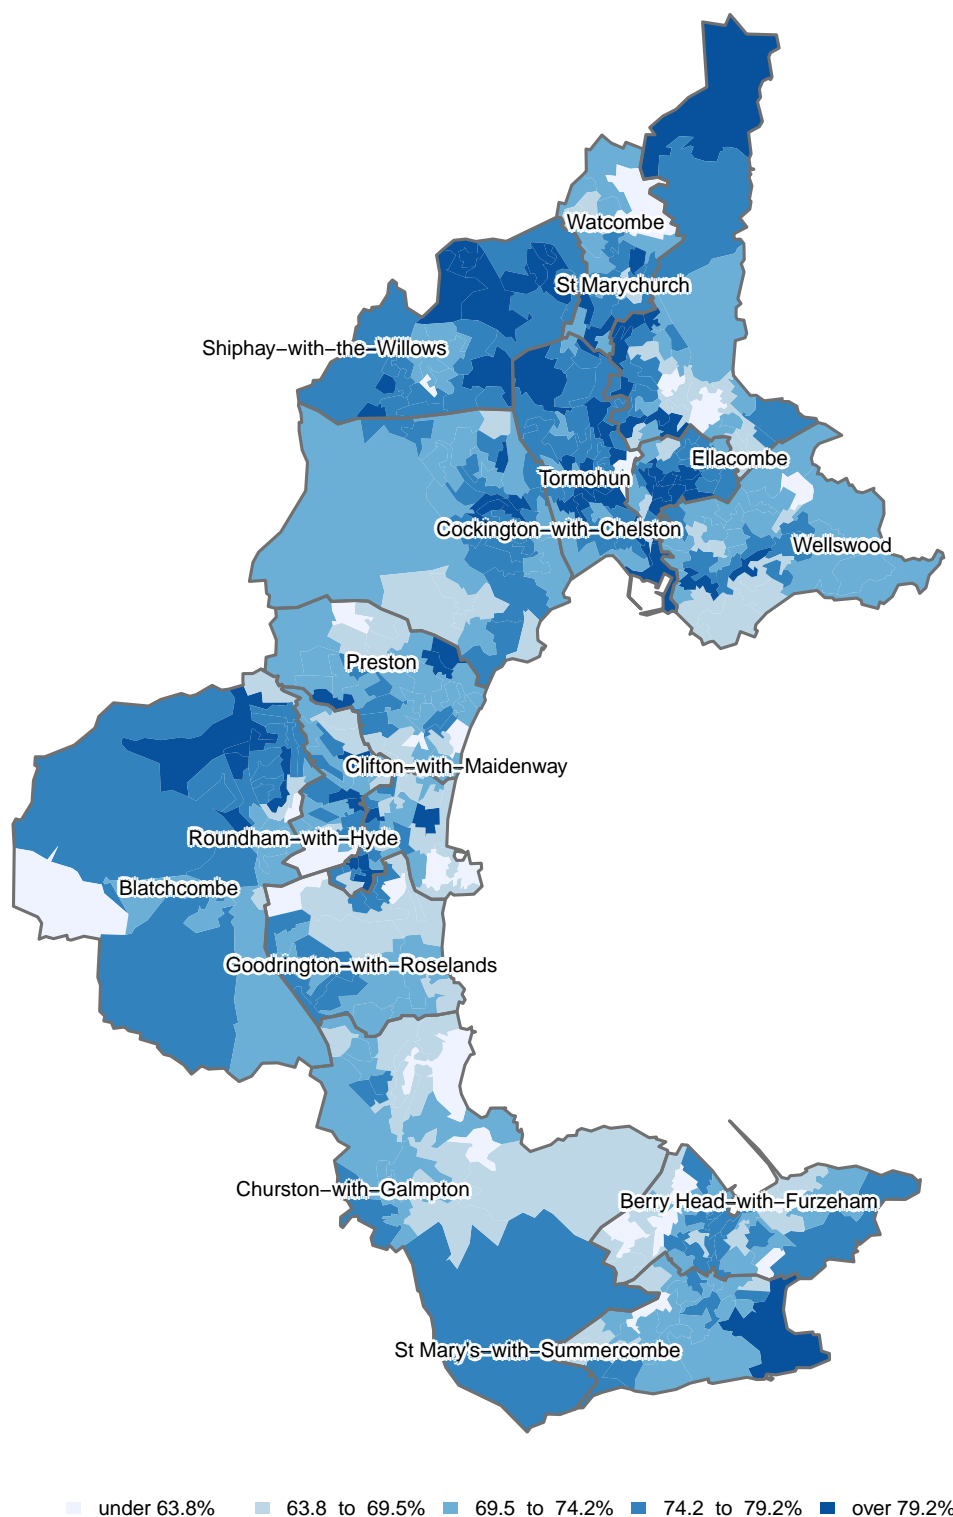 Watcombe
St Marychurch
Shiphay−with−the−Willows
Ellacombe
Tormohun
Cockington−with−Chelston
Wellswood
Preston
Clifton−with−Maidenway
Roundham−with−Hyde
Blatchcombe
Goodrington−with−Roselands
Churston−with−Galmpton
Berry Head−with−Furzeham
St Mary's−with−Summercombe
under 63.8% 63.8 to 69.5% 69.5 to 74.2% 74.2 to 79.2% over 79.2%